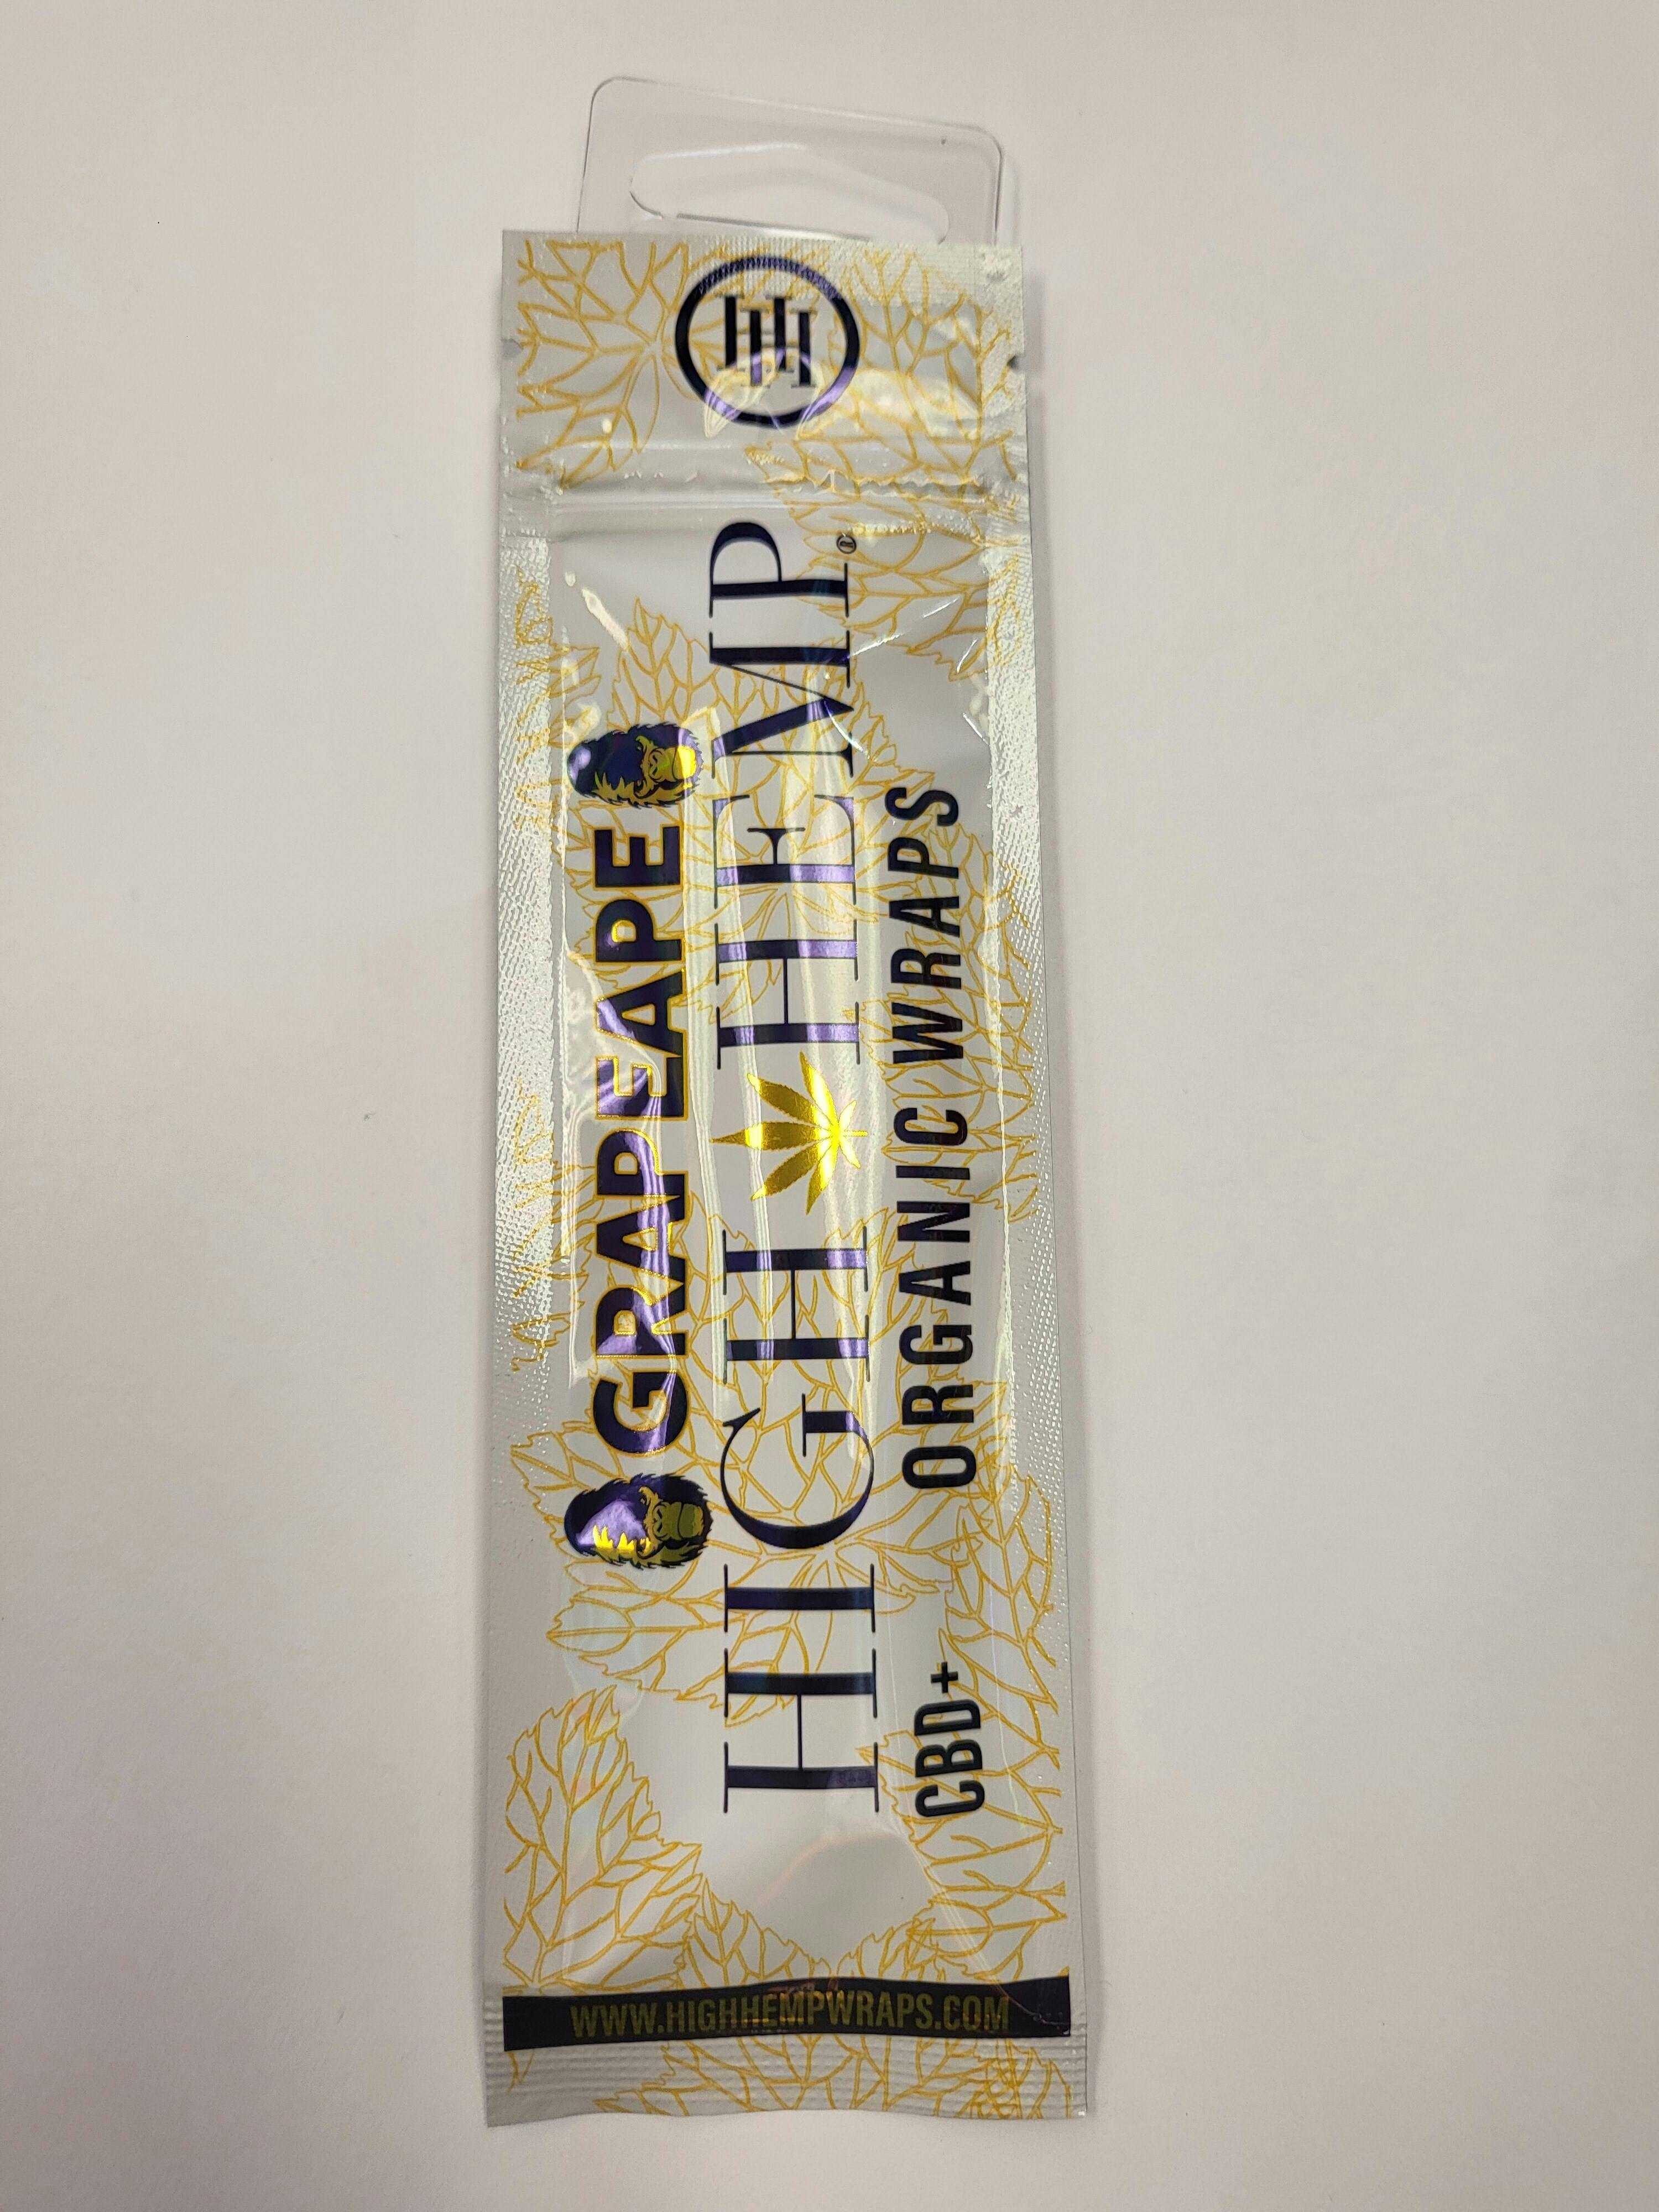 GRAPE APE
HIGH HEMP®
CBD+ ORGANIC WRAPS
WWW.HIGHHEMPWRAPS.COM